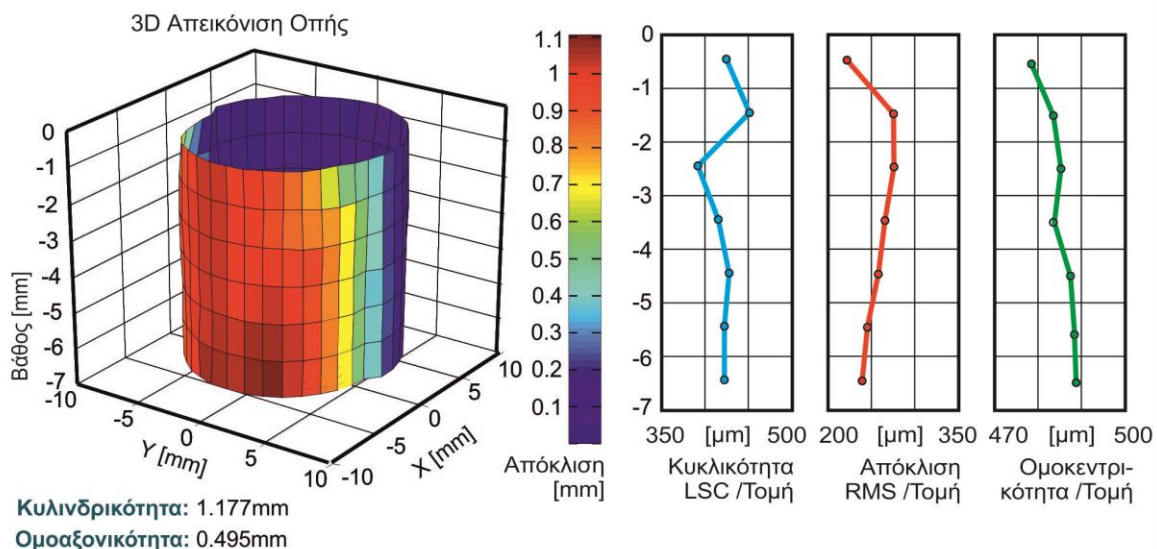 3D Απεικόνιση Οπής
0
-1
-2
-3
-4
-5
-6
-7
Βάθος [mm]
-10
-5
0
5
10
Y [mm]
-10
-5
0
5
10
X [mm]
1.1
1
0.9
0.8
0.7
0.6
0.5
0.4
0.3
0.2
0.1
Απόκλιση
[mm]
0
-1
-2
-3
-4
-5
-6
-7
350 [μm] 500
Κυκλικότητα
LSC /Τομή
200 [μm] 350
Απόκλιση
RMS /Τομή
470 [μm] 500
Ομοκεντρι-
κότητα /Τομή
Κυλινδρικότητα: 1.177mm
Ομοαξονικότητα: 0.495mm